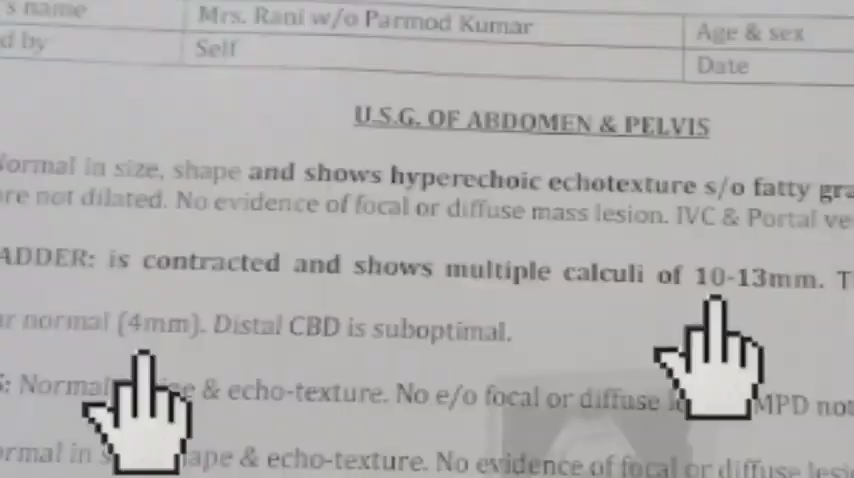 s name Mrs. Rani w/o Parmod Kumar Age & sex
d by Self Date
U.S.G. OF ABDOMEN & PELVIS
ormal in size, shape and shows hyperechoic echotexture s/o fatty gra
re not dilated. No evidence of focal or diffuse mass lesion. IVC & Portal ve
ADDER: is contracted and shows multiple calculi of 10-13mm. T
ar normal (4mm). Distal CBD is suboptimal.
S: Normal & echo-texture. No e/o focal or diffuse MPD not
ormal in & echo-texture. No evidence of focal or diffuse